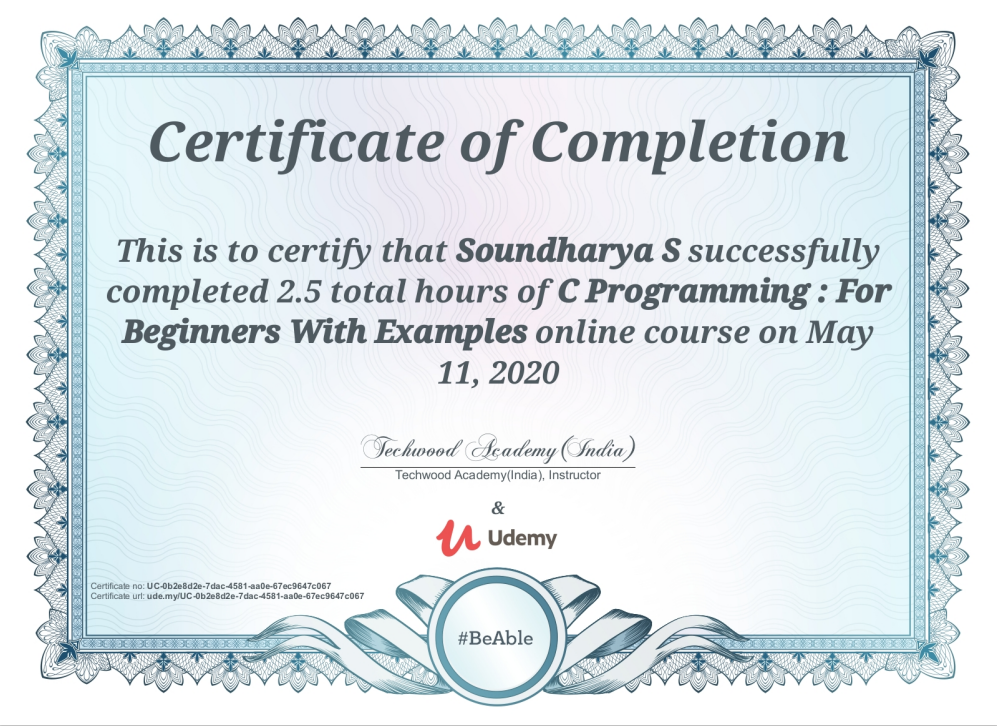 Certificate of Completion
This is to certify that Soundharya S successfully
completed 2.5 total hours of C Programming : For
Beginners With Examples online course on May
11, 2020
Techwood Academy(India)
Techwood Academy(India), Instructor
&
Udemy
Certificate no: UC-0b2e8d2e-7dac-4581-aa0e-67ec9647c067
Certificate url: ude.my/UC-0b2e8d2e-7dac-4581-aa0e-67ec9647c067
#BeAble